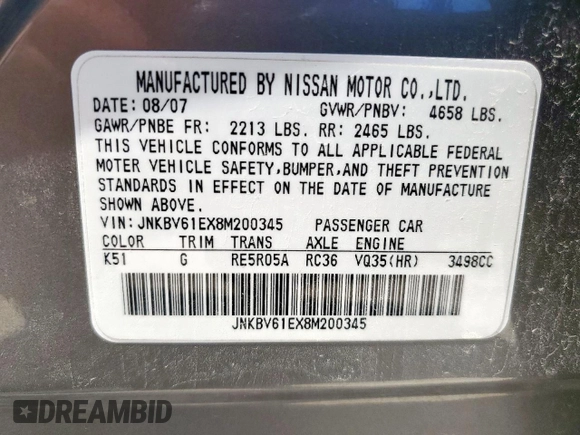 MANUFACTURED BY NISSAN MOTOR CO.,LTD.
DATE: 08/07 GVWR/PNBV: 4658 LBS.
GAWR/PNBE FR: 2213 LBS. RR: 2465 LBS.
THIS VEHICLE CONFORMS TO ALL APPLICABLE FEDERAL
MOTOR VEHICLE SAFETY,BUMPER,AND THEFT PREVENTION
STANDARDS IN EFFECT ON THE DATE OF MANUFACTURE
SHOWN ABOVE.
VIN: JNKBV61EX8M200345 PASSENGER CAR
COLOR TRIM TRANS AXLE ENGINE
K51 G RE5R05A RC36 VQ35(HR) 3498CC
JNKBV61EX8M200345
DREAMBID